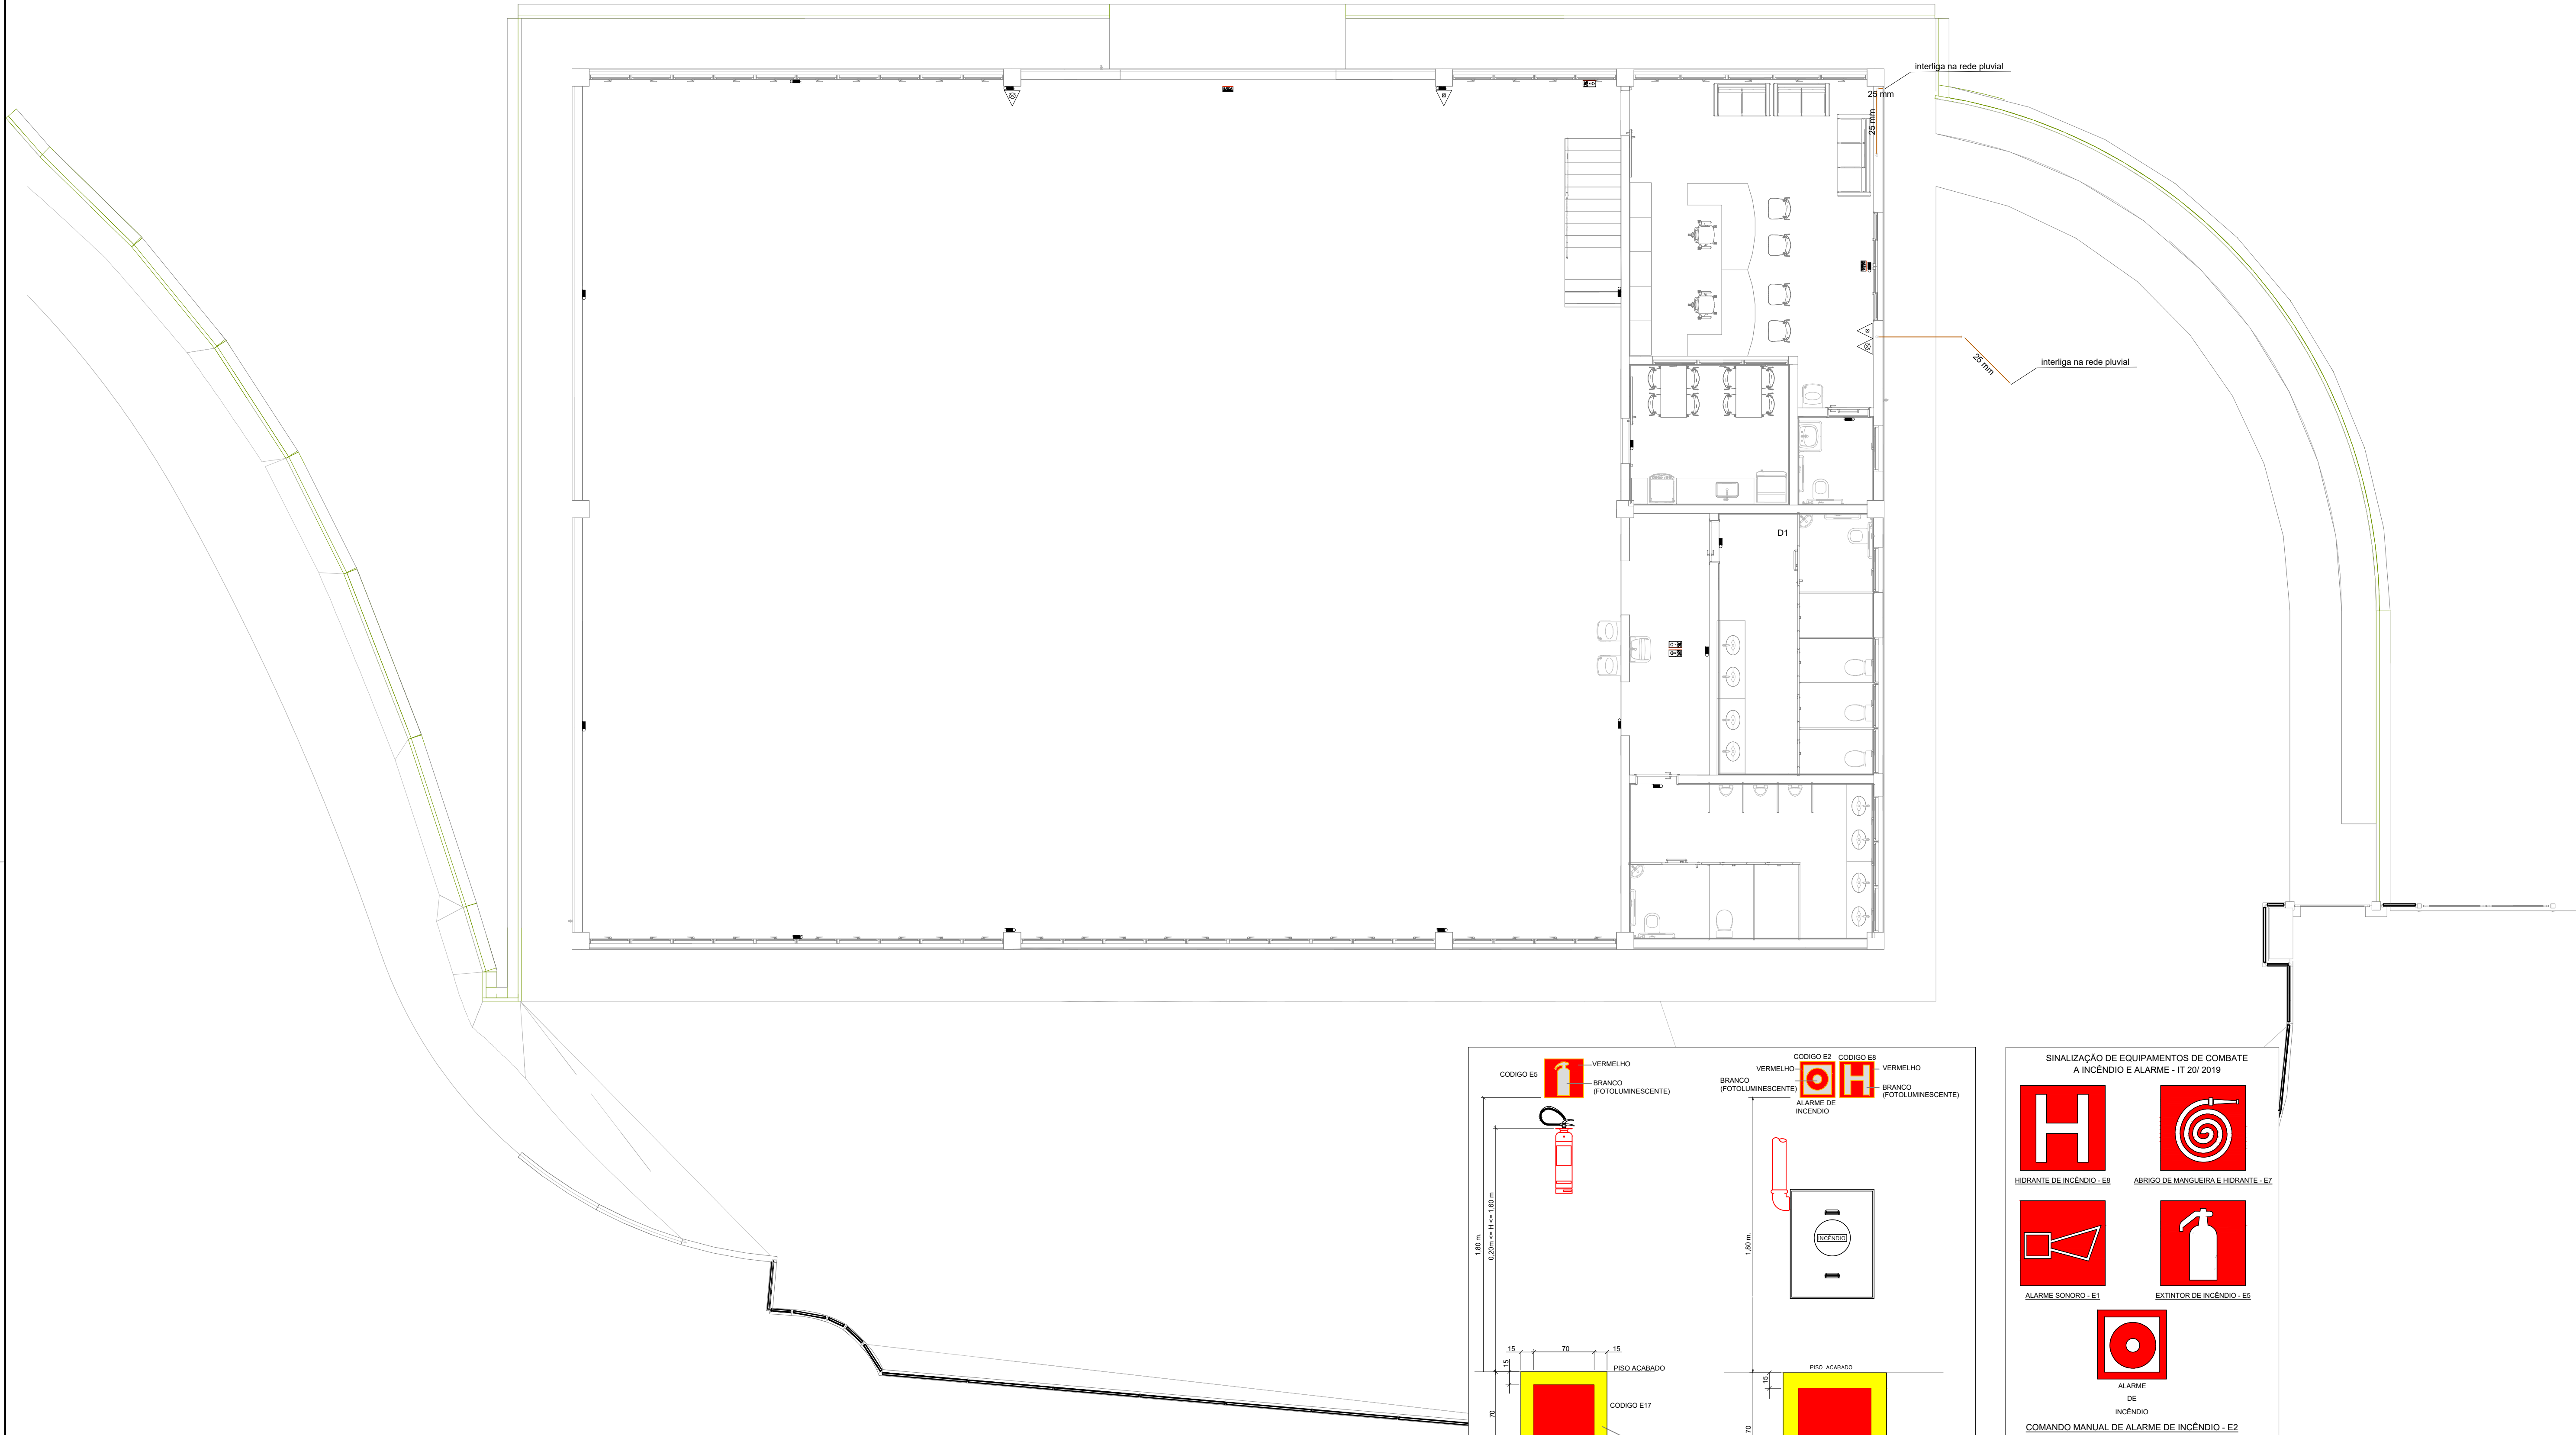 interliga na rede pluvial
25 mm
25 mm
interliga na rede pluvial
25 mm
D1
CODIGO E5
VERMELHO
BRANCO
(FOTOLUMINESCENTE)
1,80 m.
0,20m <= H <= 1,60 m
15
70
15
15
PISO ACABADO
70
CODIGO E17
CODIGO E2
CODIGO E8
VERMELHO
VERMELHO
BRANCO
(FOTOLUMINESCENTE)
BRANCO
(FOTOLUMINESCENTE)
ALARME DE
INCENDIO
H
1,80 m.
INCÊNDIO
PISO ACABADO
15
70
SINALIZAÇÃO DE EQUIPAMENTOS DE COMBATE
A INCÊNDIO E ALARME - IT 20/ 2019
H
HIDRANTE DE INCÊNDIO - E8
ABRIGO DE MANGUEIRA E HIDRANTE - E7
ALARME SONORO - E1
EXTINTOR DE INCÊNDIO - E5
ALARME
DE
INCÊNDIO
COMANDO MANUAL DE ALARME DE INCÊNDIO - E2